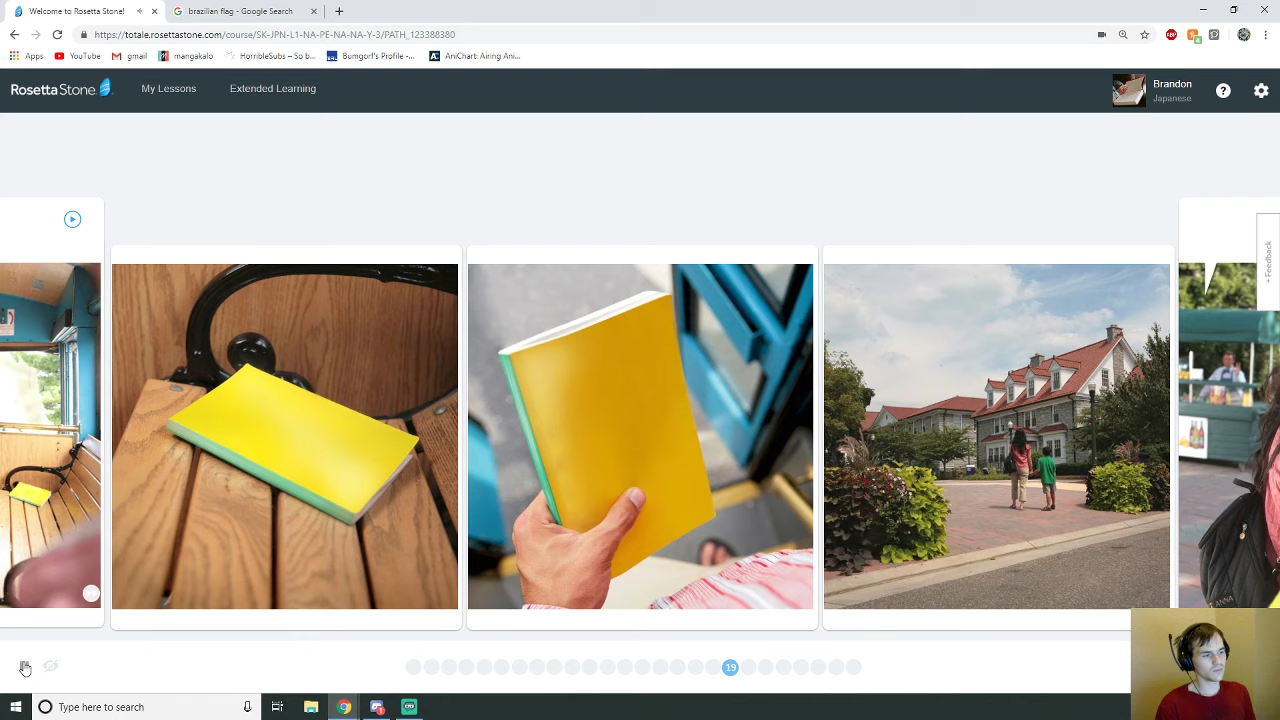 Welcome to Rosetta Stone!
brazilian flag - Google Search
https://totale.rosettastone.com/course/SK-JPN-L1-NA-PE-NA-NA-Y-3/PATH_123388380
Apps YouTube gmail mangakalo HorribleSubs – So b... Bumgorf's Profile -... AniChart: Airing Ani...
RosettaStone My Lessons Extended Learning Brandon
Japanese
+ Feedback
ANNA
19
Type here to search